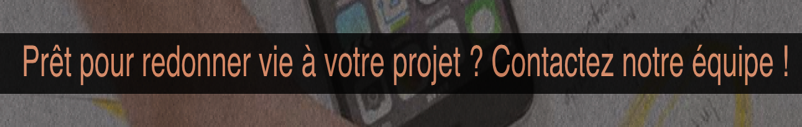 Prêt pour redonner vie à votre projet ? Contactez notre équipe !